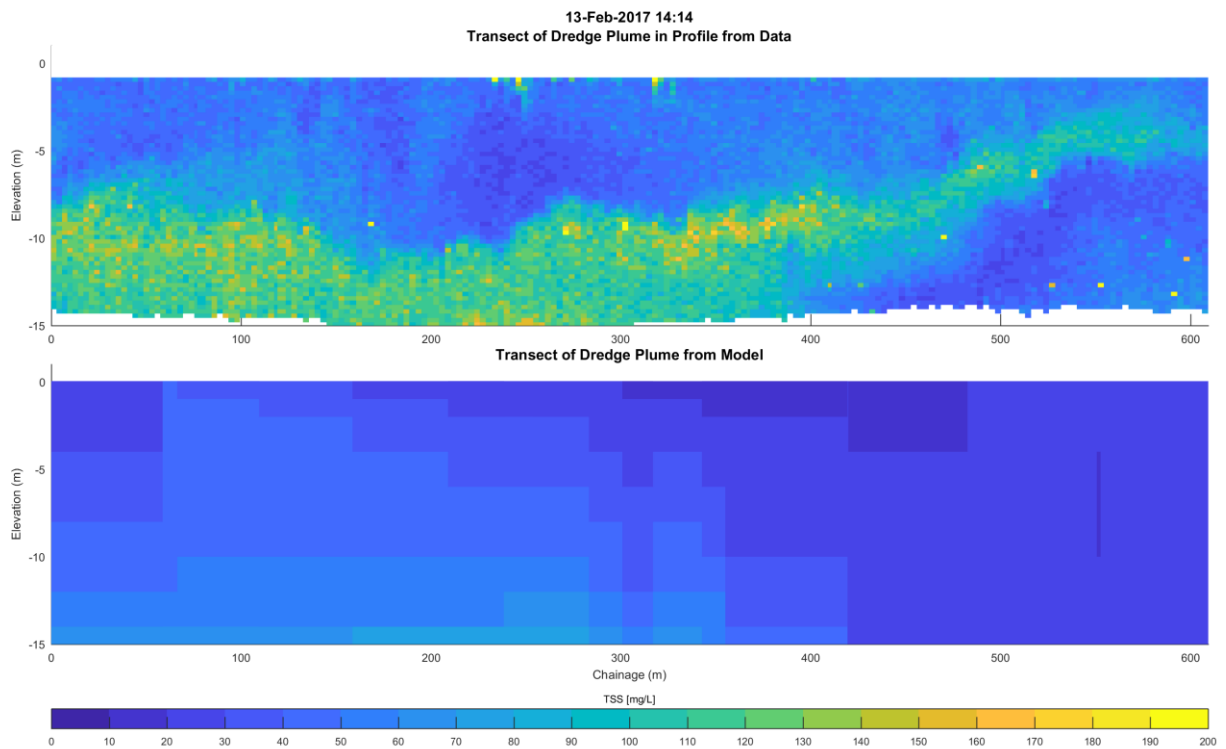 13-Feb-2017 14:14
Transect of Dredge Plume in Profile from Data
0
-5
-10
-15
Elevation (m)
0 100 200 300 400 500 600
Transect of Dredge Plume from Model
0
-5
-10
-15
Elevation (m)
0 100 200 300 400 500 600
Chainage (m)
TSS [mg/L]
0 10 20 30 40 50 60 70 80 90 100 110 120 130 140 150 160 170 180 190 200